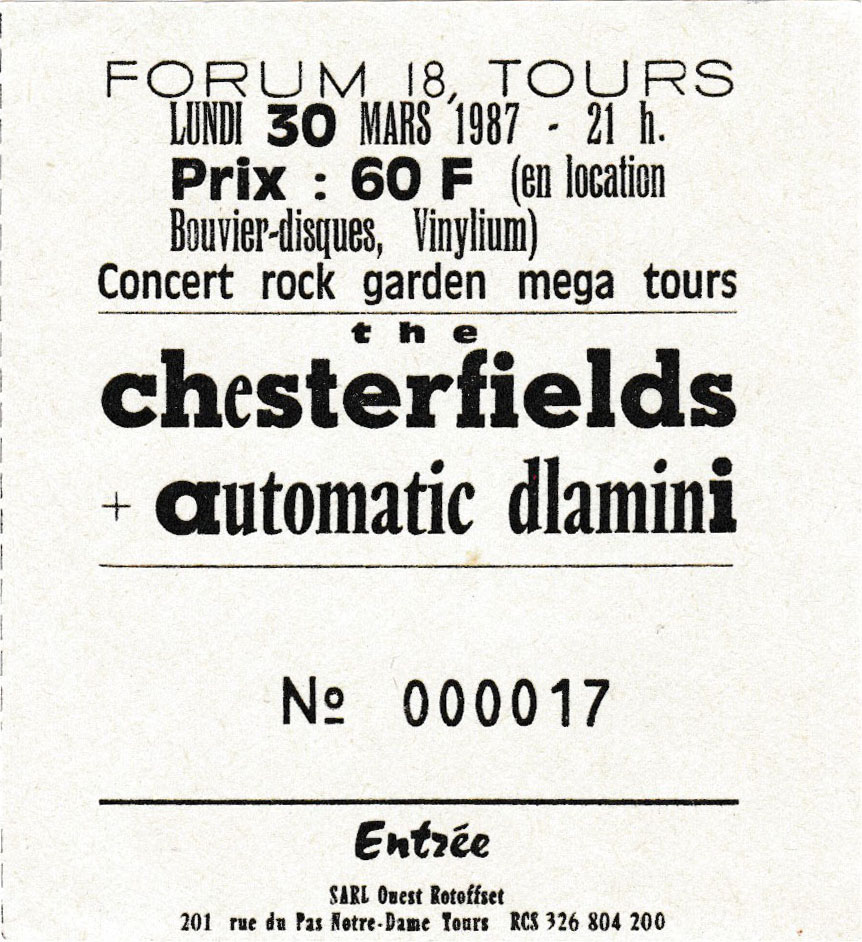 FORUM 18, TOURS
LUNDI 30 MARS 1987 - 21 h.
Prix : 60 F (en location
Bouvier-disques, Vinylium)
Concert rock garden mega tours
the
chesterfields
+ automatic dlamini
Nº 000017
Entrée
SARL Ouest Rotoffset
201 rue du Pas Notre-Dame Tours RCS 326 804 200